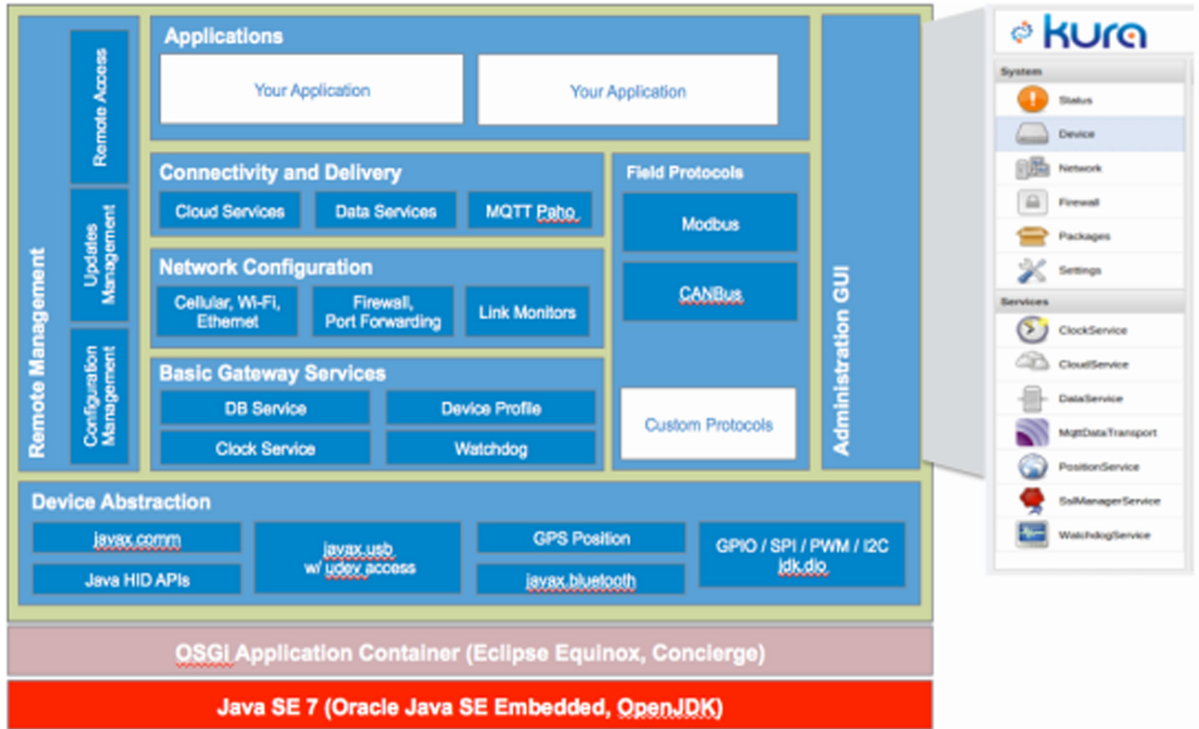 Applications
Your Application
Your Application
Remote Management
Remote Access
Updates
Management
Configuration
Management
Connectivity and Delivery
Cloud Services
Data Services
MQTT Paho
Network Configuration
Cellular, Wi-Fi,
Ethernet
Firewall,
Port Forwarding
Link Monitors
Basic Gateway Services
DB Service
Device Profile
Clock Service
Watchdog
Field Protocols
Modbus
CANBus
Custom Protocols
Administration GUI
Device Abstraction
javax.comm
Java HID APIs
javax.usb
w/ udev access
GPS Position
javax.bluetooth
GPIO / SPI / PWM / I2C
jdk.dio
OSGi Application Container (Eclipse Equinox, Concierge)
Java SE 7 (Oracle Java SE Embedded, OpenJDK)
kura
System
Status
Device
Network
Firewall
Packages
Settings
Services
ClockService
CloudService
DataService
MqttDataTransport
PositionService
SslManagerService
WatchdogService